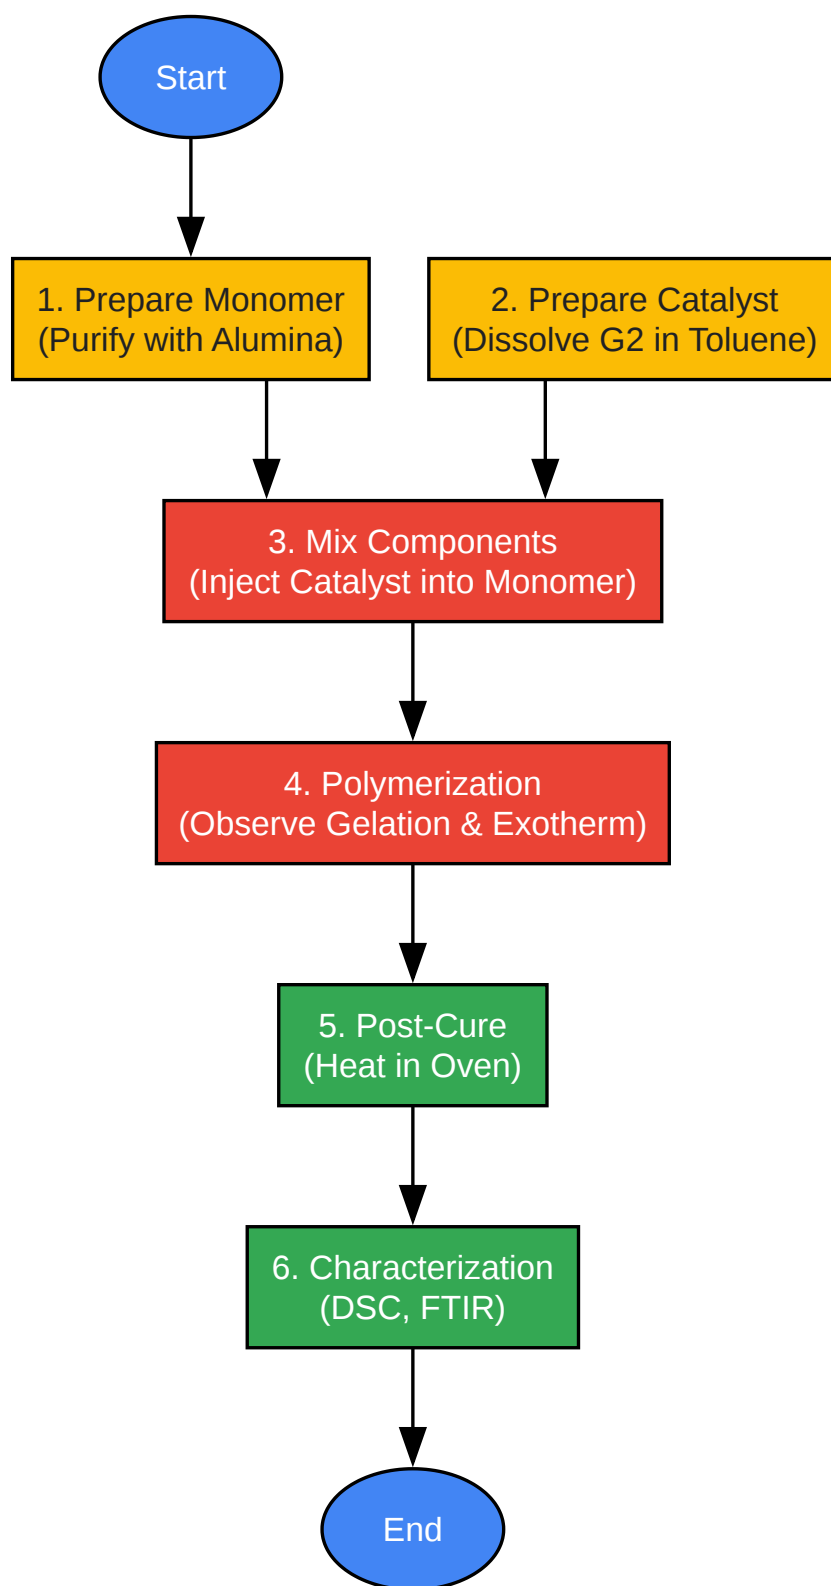 Start
1. Prepare Monomer
(Purify with Alumina)
2. Prepare Catalyst
(Dissolve G2 in Toluene)
3. Mix Components
(Inject Catalyst into Monomer)
4. Polymerization
(Observe Gelation & Exotherm)
5. Post-Cure
(Heat in Oven)
6. Characterization
(DSC, FTIR)
End